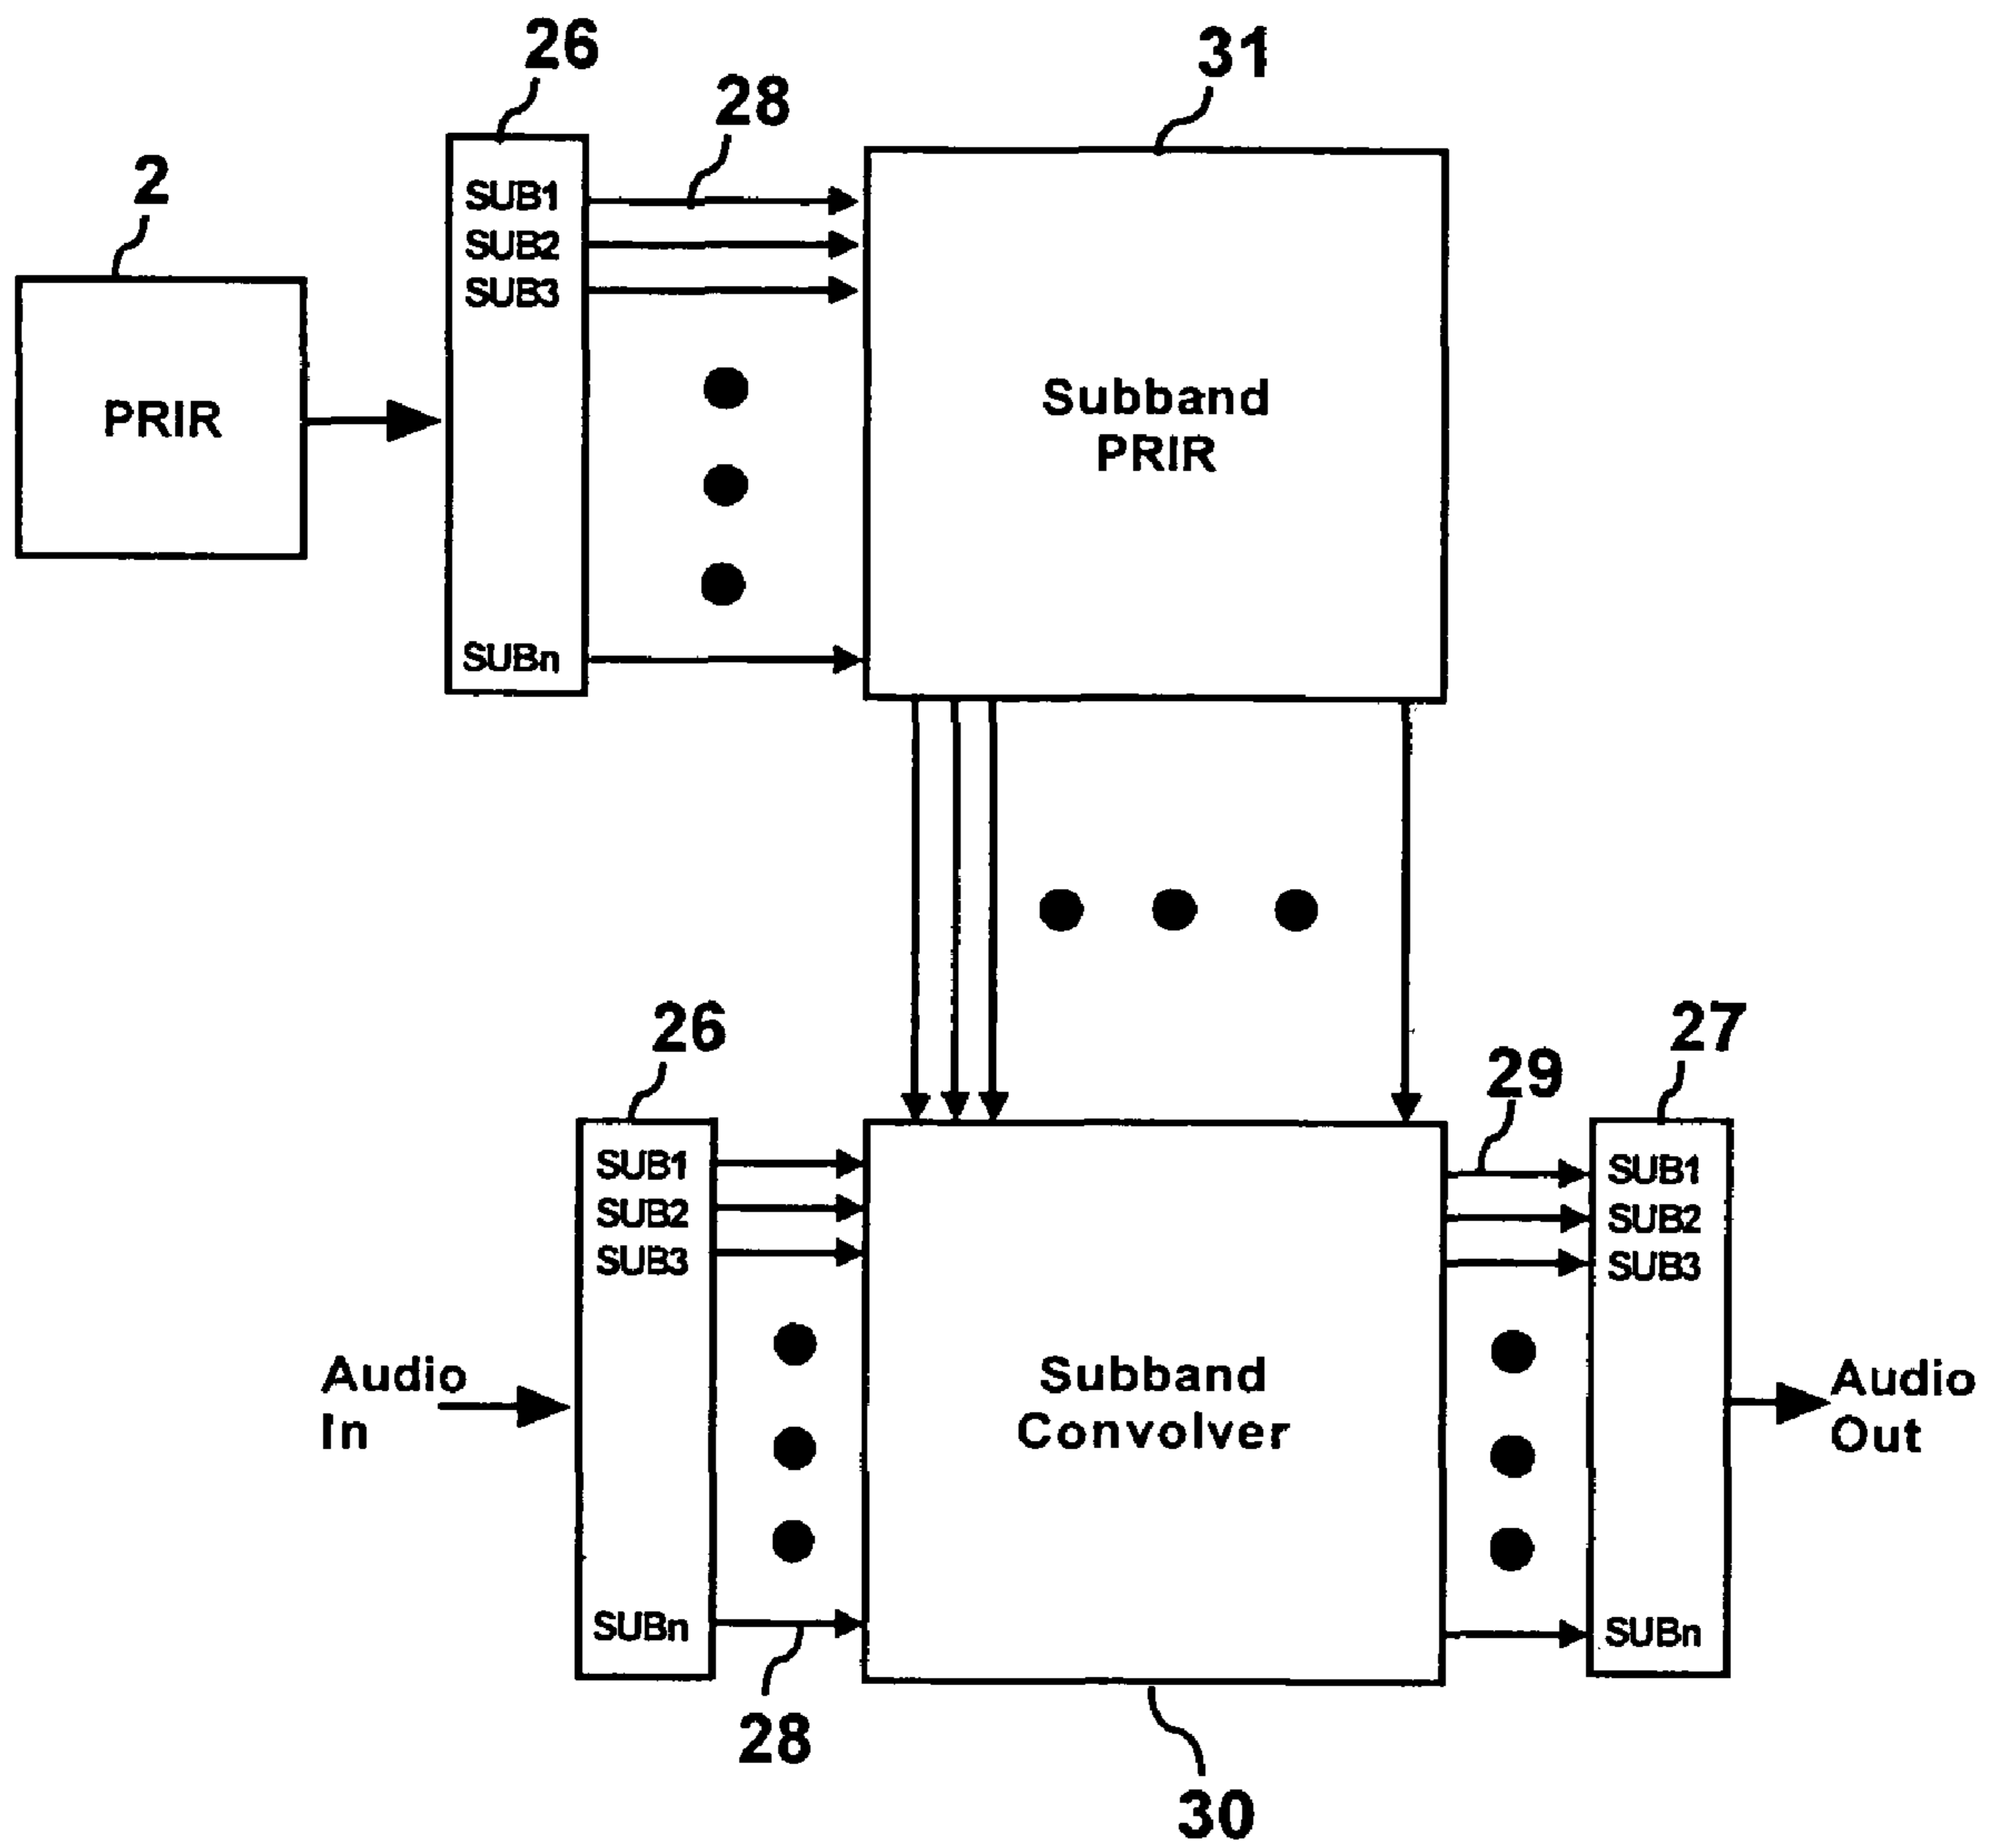 26
31
28
2
SUB1
SUB2
SUB3
PRIR
Subband
PRIR
SUBn
26
27
29
SUB1
SUB2
SUB3
SUB1
SUB2
SUB3
Audio
In
Subband
Convolver
Audio
Out
SUBn
SUBn
28
30